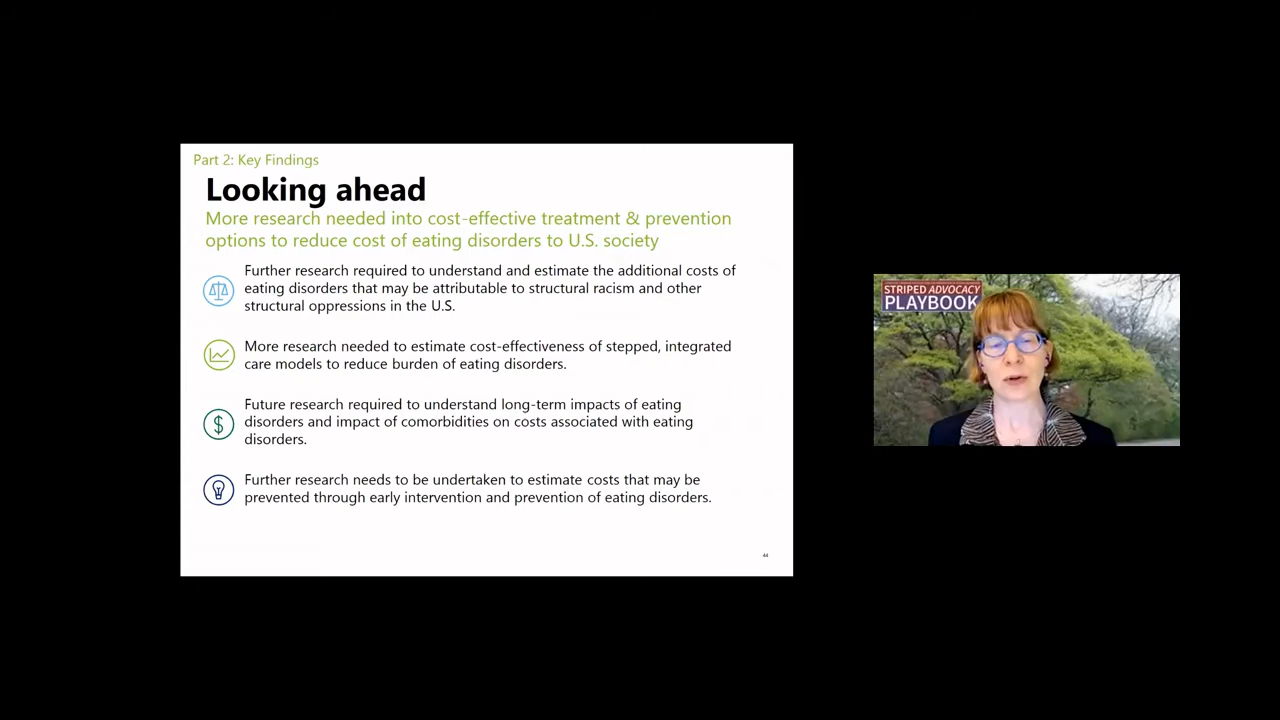 Part 2: Key Findings
Looking ahead
More research needed into cost-effective treatment & prevention
options to reduce cost of eating disorders to U.S. society
Further research required to understand and estimate the additional costs of
eating disorders that may be attributable to structural racism and other
structural oppressions in the U.S.
More research needed to estimate cost-effectiveness of stepped, integrated
care models to reduce burden of eating disorders.
$
Future research required to understand long-term impacts of eating
disorders and impact of comorbidities on costs associated with eating
disorders.
Further research needs to be undertaken to estimate costs that may be
prevented through early intervention and prevention of eating disorders.
44
STRIPED ADVOCACY
PLAYBOOK